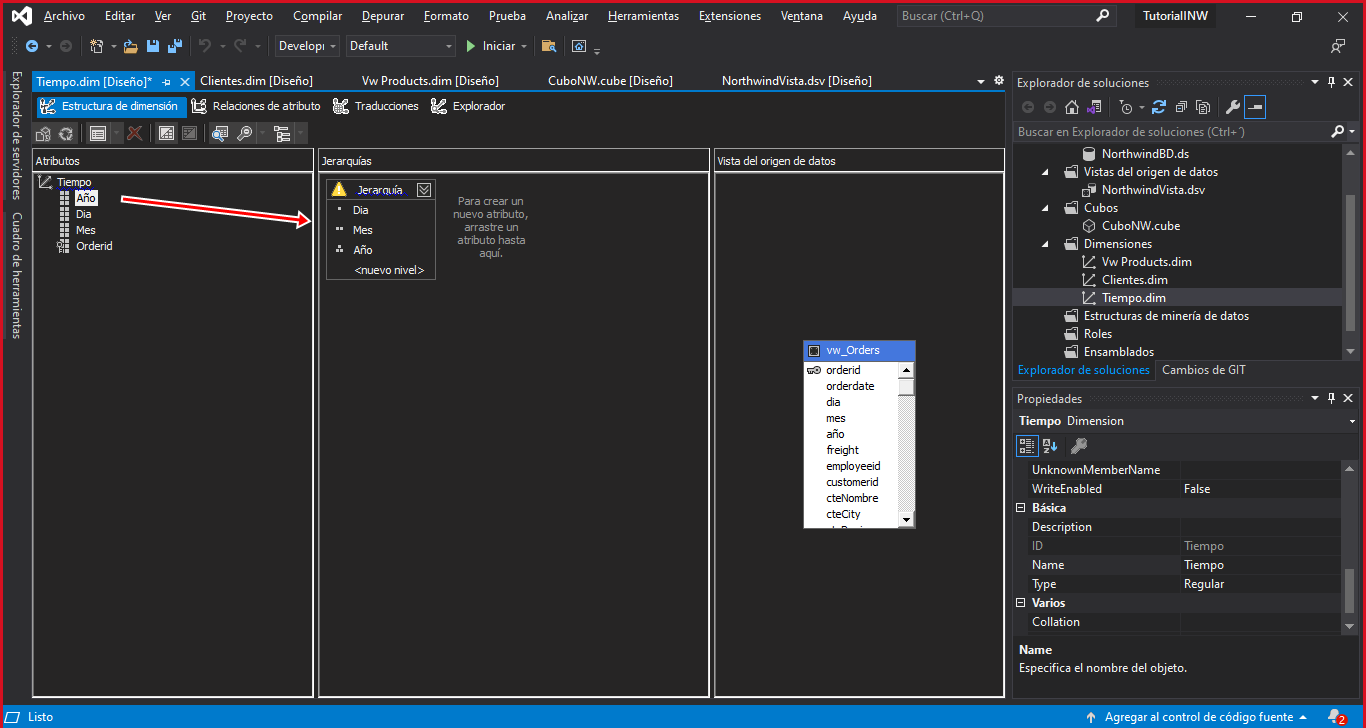 Archivo Editar Ver Git Proyecto Compilar Depurar Formato Prueba Analizar Herramientas Extensiones Ventana Ayuda Buscar (Ctrl+Q) TutorialINW
Default Iniciar
Explorador de servidores
Cuadro de herramientas
Tiempo.dim [Diseño]* Clientes.dim [Diseño] Vw Products.dim [Diseño] CuboNW.cube [Diseño] NorthwindVista.dsv [Diseño]
Estructura de dimensión Relaciones de atributo Traducciones Explorador
Atributos
Tiempo
Año
Dia
Mes
Orderid
Jerarquías
Jerarquía
Dia
Mes
Año
<nuevo nivel>
Para crear un
nuevo atributo,
arrastre un
atributo hasta
aquí.
Vista del origen de datos
vw_Orders
orderid
orderdate
dia
mes
año
freight
employeeid
customerid
cteNombre
cteCity
Explorador de soluciones
Buscar en Explorador de soluciones (Ctrl+´)
NorthwindBD.ds
Vistas del origen de datos
NorthwindVista.dsv
Cubos
CuboNW.cube
Dimensiones
Vw Products.dim
Clientes.dim
Tiempo.dim
Estructuras de minería de datos
Roles
Ensamblados
Explorador de soluciones Cambios de GIT
Propiedades
Tiempo Dimension
UnknownMemberName
WriteEnabled False
Básica
Description
ID Tiempo
Name Tiempo
Type Regular
Varios
Collation
Name
Especifica el nombre del objeto.
Listo Agregar al control de código fuente 2